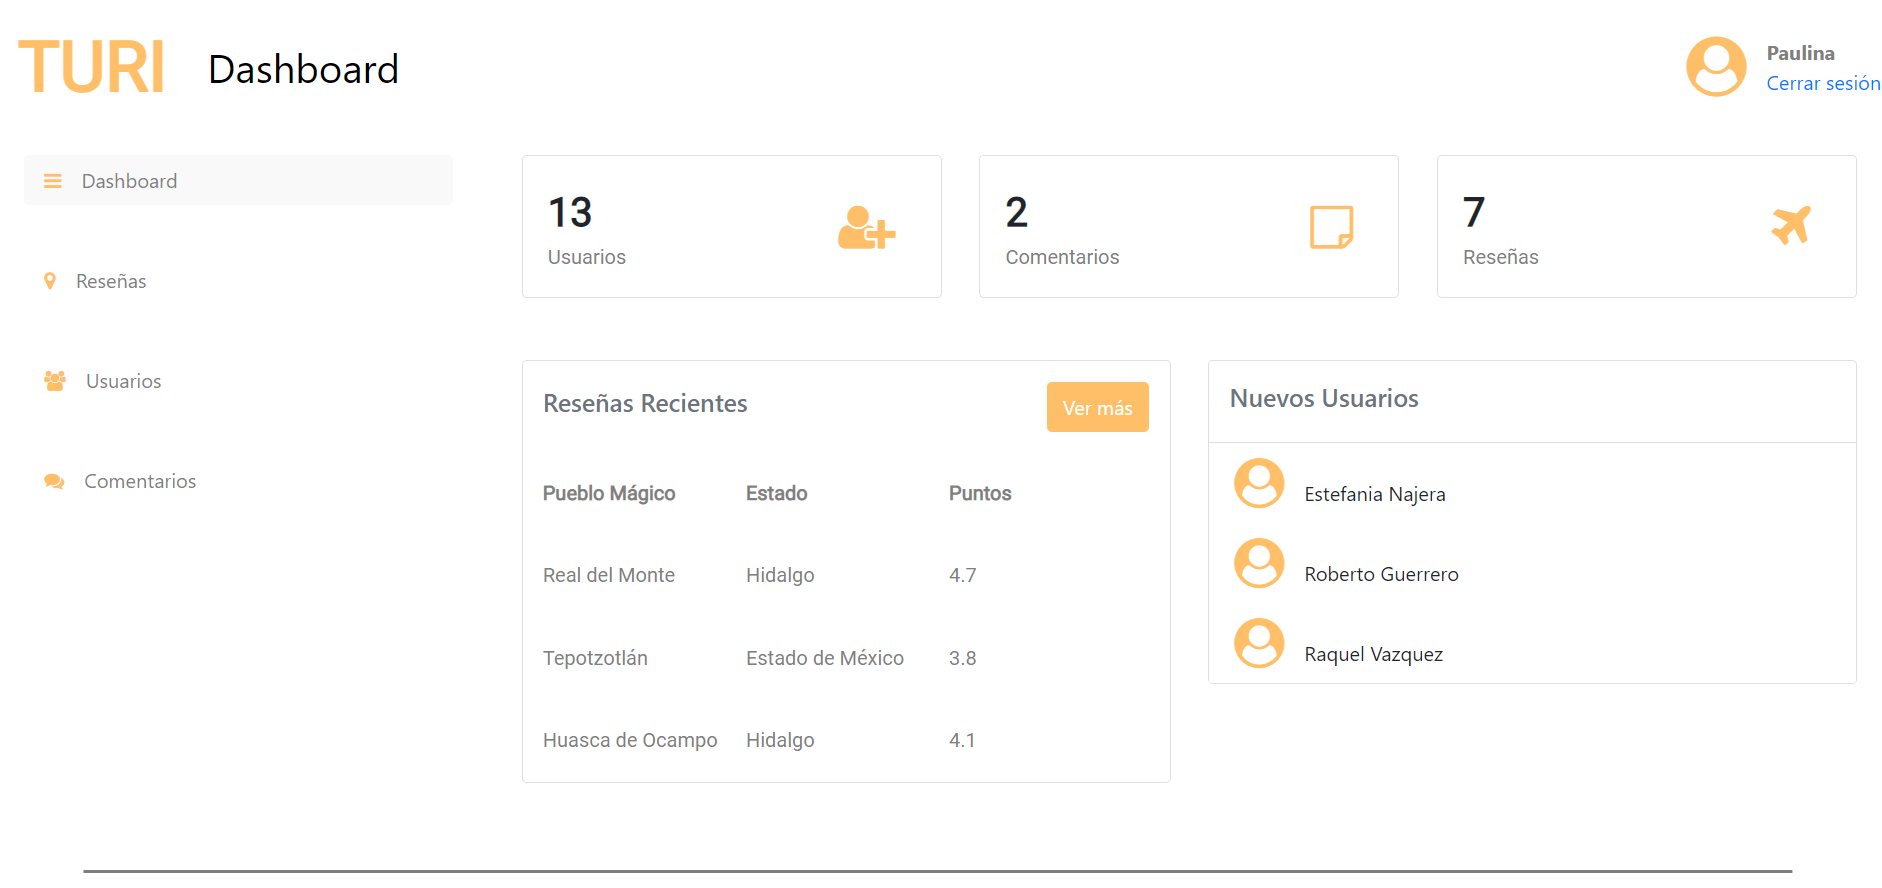 TURI
Dashboard
Paulina
Cerrar sesión
Dashboard
Reseñas
Usuarios
Comentarios
13
Usuarios
2
Comentarios
7
Reseñas
Reseñas Recientes
Ver más
Pueblo Mágico Estado Puntos
Real del Monte Hidalgo 4.7
Tepotzotlán Estado de México 3.8
Huasca de Ocampo Hidalgo 4.1
Nuevos Usuarios
Estefania Najera
Roberto Guerrero
Raquel Vazquez